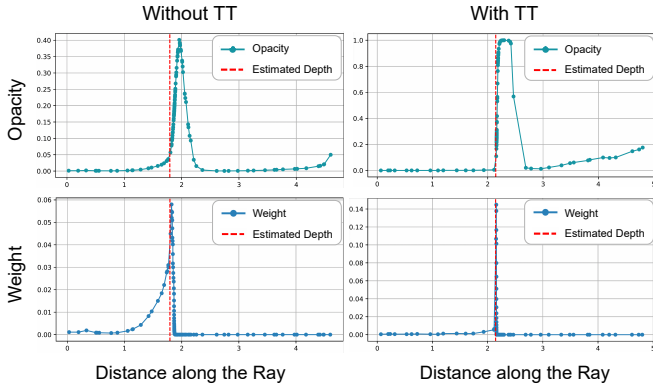 Without TT
With TT
Opacity
0.40
0.35
0.30
0.25
0.20
0.15
0.10
0.05
0.00
Opacity
Estimated Depth
0 1 2 3 4
1.0
0.8
0.6
0.4
0.2
0.0
Opacity
Estimated Depth
0 1 2 3 4 5
Weight
0.06
0.05
0.04
0.03
0.02
0.01
0.00
Weight
Estimated Depth
0 1 2 3 4
0.14
0.12
0.10
0.08
0.06
0.04
0.02
0.00
Weight
Estimated Depth
0 1 2 3 4 5
Distance along the Ray
Distance along the Ray